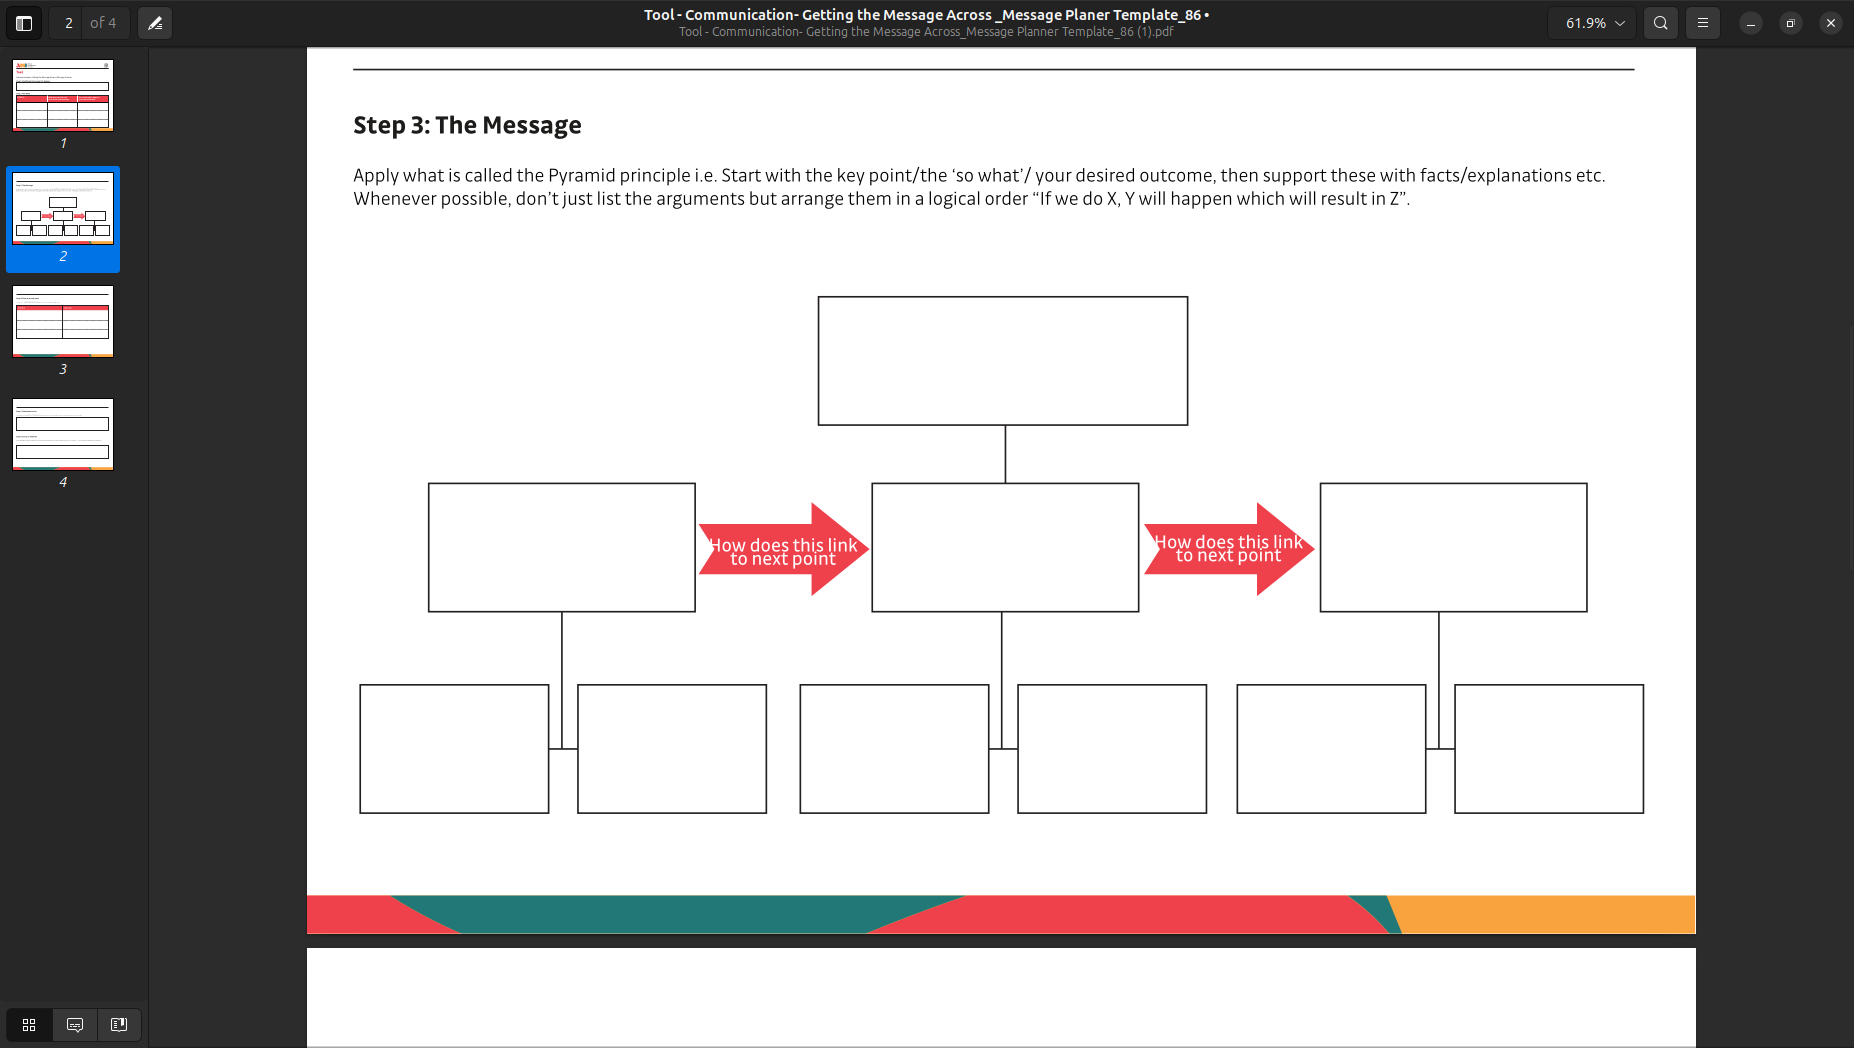 2 of 4
Tool - Communication- Getting the Message Across _Message Planer Template_86 •
Tool - Communication- Getting the Message Across_Message Planner Template_86 (1).pdf
61.9%
1
2
3
4
Step 3: The Message
Apply what is called the Pyramid principle i.e. Start with the key point/the ‘so what’/ your desired outcome, then support these with facts/explanations etc.
Whenever possible, don’t just list the arguments but arrange them in a logical order “If we do X, Y will happen which will result in Z”.
How does this link
to next point
How does this link
to next point